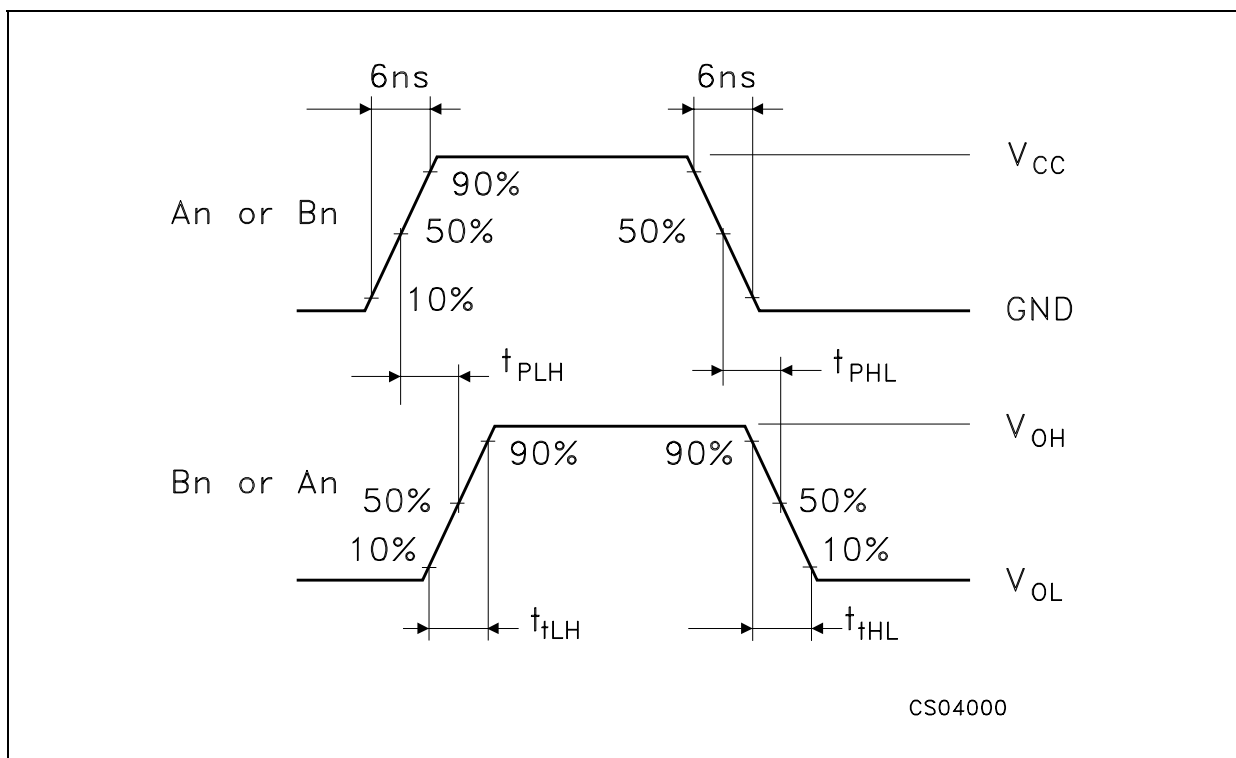 6ns 6ns
VCC
90%
An or Bn
50% 50%
10%
GND
tPLH tPHL
VOH
90% 90%
Bn or An
50% 50%
10% 10%
VOL
ttLH ttHL
CS04000